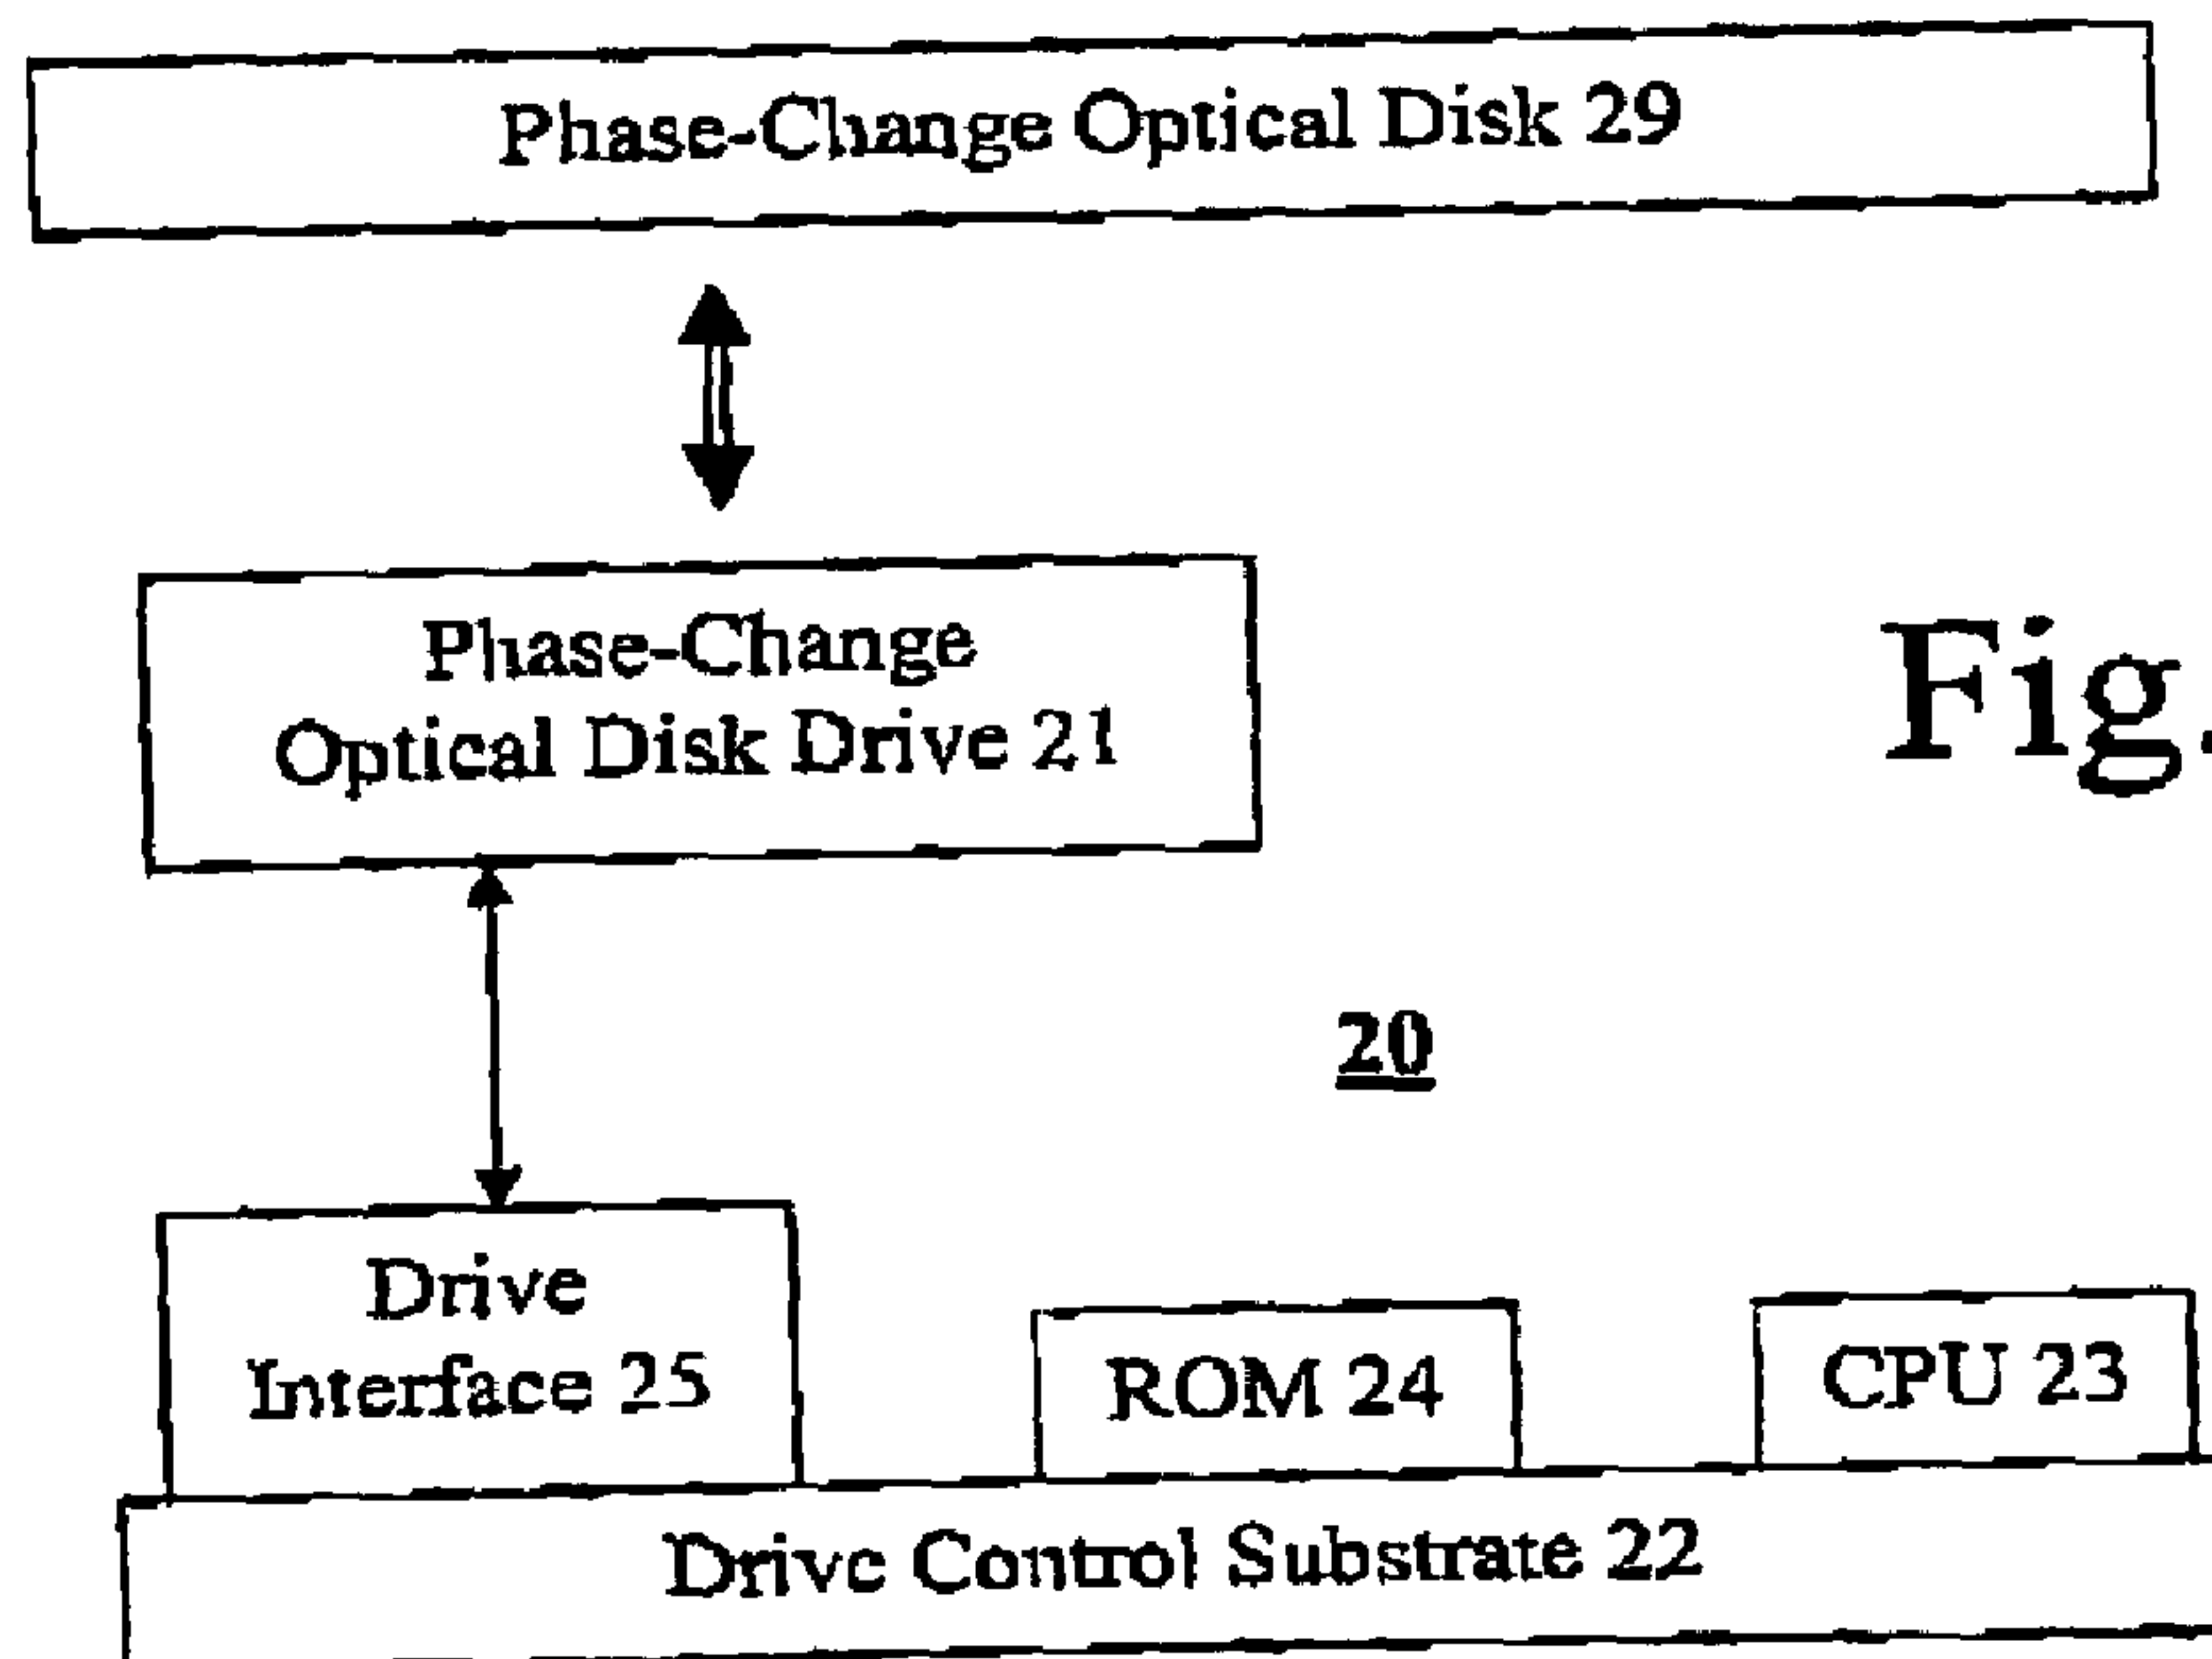 Phase-Change Optical Disk 29
Phase-Change
Optical Disk Drive 21
Fig.
20
Drive
Interface 25
ROM 24
CPU 23
Drive Control Substrate 22